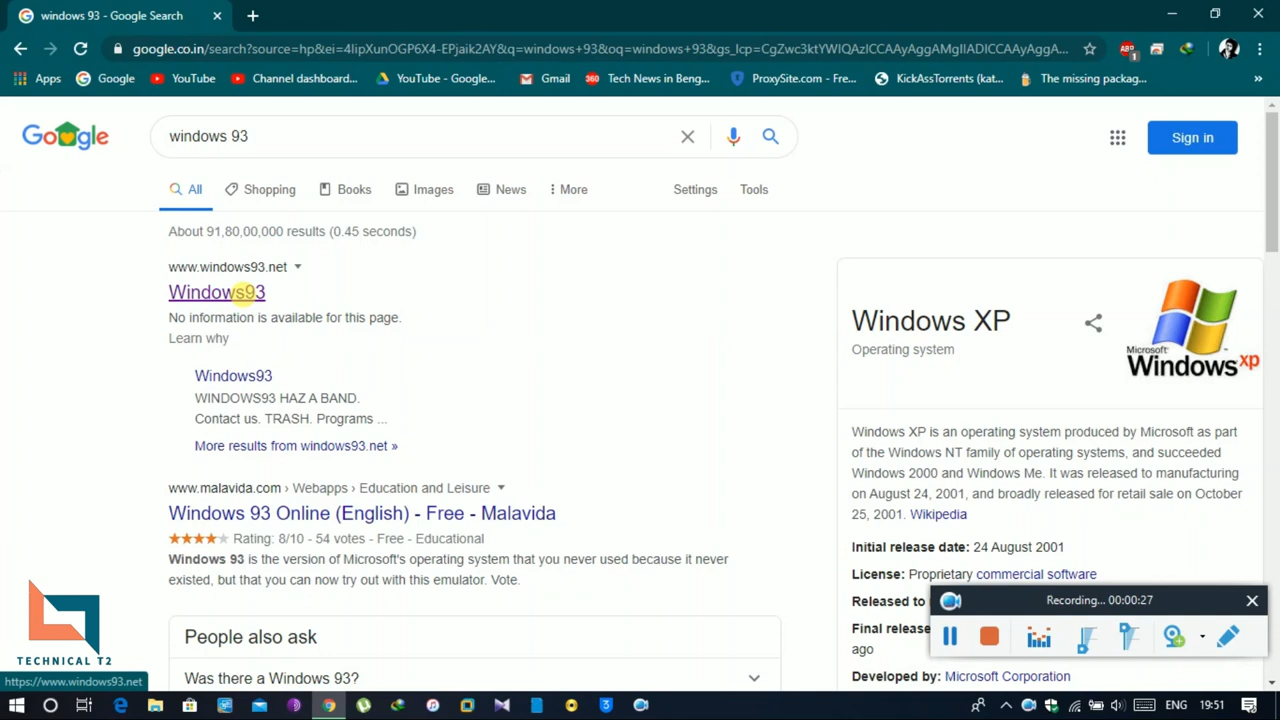 windows 93 - Google Search
google.co.in/search?source=hp&ei=4IipXunOGP6X4-EPjaik2AY&q=windows+93&oq=windows+93&gs_lcp=CgZwc3ktYWIQAzICCAAyAggAMgIIADICCAAyAggA...
Apps
Google
YouTube
Channel dashboard...
YouTube - Google...
Gmail
360
Tech News in Beng...
ProxySite.com - Fre...
KickAssTorrents (kat...
The missing packag...
»
ABP
1
Google
windows 93
Sign in
All
Shopping
Books
Images
News
More
Settings
Tools
About 91,80,00,000 results (0.45 seconds)
www.windows93.net
Windows93
No information is available for this page.
Learn why
Windows93
WINDOWS93 HAZ A BAND.
Contact us. TRASH. Programs ...
More results from windows93.net »
www.malavida.com › Webapps › Education and Leisure
Windows 93 Online (English) - Free - Malavida
Rating: 8/10 - 54 votes - Free - Educational
Windows 93 is the version of Microsoft's operating system that you never used because it never
existed, but that you can now try out with this emulator. Vote.
People also ask
Was there a Windows 93?
Windows XP
Operating system
Microsoft
Windows xp
Windows XP is an operating system produced by Microsoft as part
of the Windows NT family of operating systems, and succeeded
Windows 2000 and Windows Me. It was released to manufacturing
on August 24, 2001, and broadly released for retail sale on October
25, 2001. Wikipedia
Initial release date: 24 August 2001
License: Proprietary commercial software
Released to
Final release
ago
Developed by: Microsoft Corporation
Recording... 00:00:27
TECHNICAL T2
https://www.windows93.net
ENG
19:51